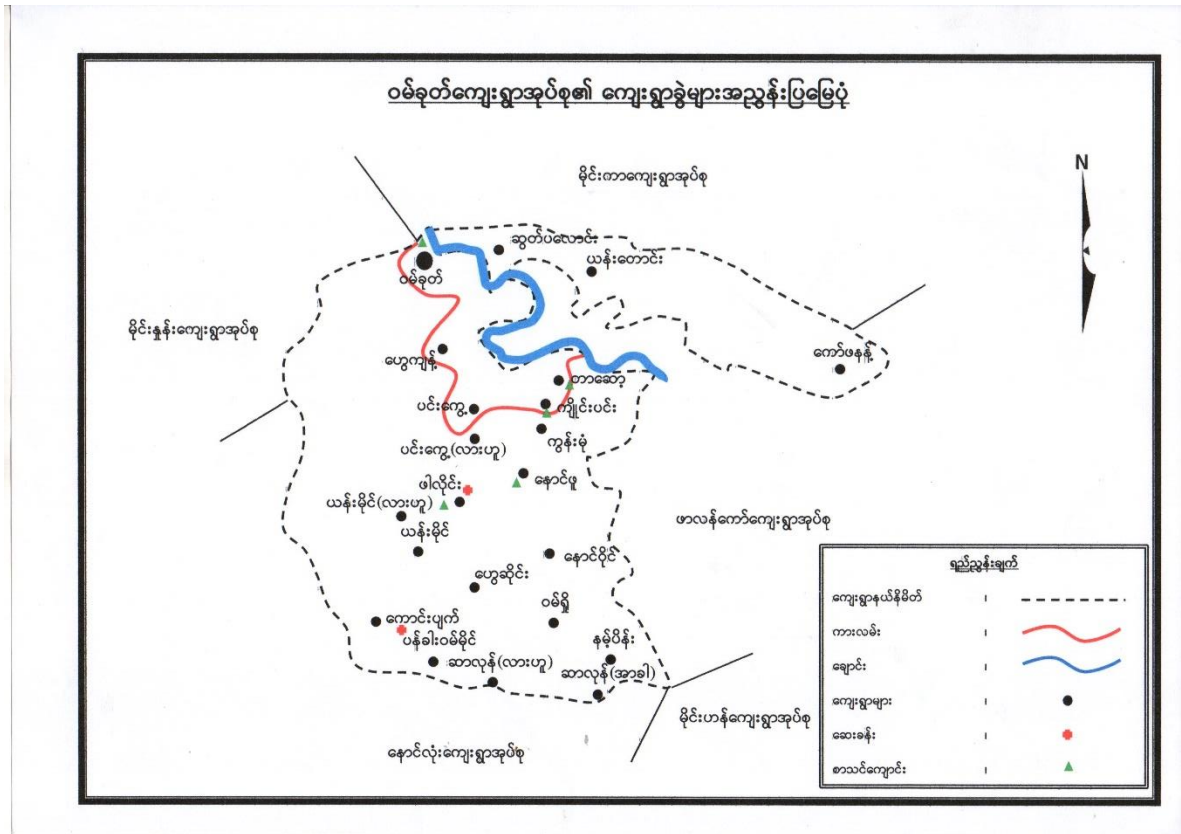 ဝမ်ခုတ်ကျေးရွာအုပ်စု၏ ကျေးရွာခွဲများအညွှန်းပြမြေပုံ
မိုင်းကာကျေးရွာအုပ်စု
N
ဆွတ်ပလောင်း
ယန်းတောင်း
ဝမ်ခုတ်
မိုင်းနှုန်းကျေးရွာအုပ်စု
ကော်ဖနန့်
ဟွေကျန့်
တာဆော့
ကျိုင်းပင်း
ပင်းကွေ့
ကွန်းမုံ
ပင်းကွေ့(လားဟူ)
နောင်ဖူ
ဖါလိုင်း
ယန်းမိုင်(လားဟူ)
ယန်းမိုင်
ဖာလန်ကော်ကျေးရွာအုပ်စု
နောင်ဝိုင်
ဟွေဆိုင်း
ဝမ်ရှို
ကောင်းပျက်
ပန်ခါးဝမ်မိုင်
နမ့်ပိန်း
ဆာလုန်(လားဟူ)
ဆာလုန်(အာခါ)
မိုင်းဟန်ကျေးရွာအုပ်စု
နောင်လုံးကျေးရွာအုပ်စု
ရည်ညွှန်းချက်
ကျေးရွာနယ်နိမိတ် ၊
ကားလမ်း ၊
ချောင်း ၊
ကျေးရွာများ ၊
ဆေးခန်း ၊
စာသင်ကျောင်း ၊